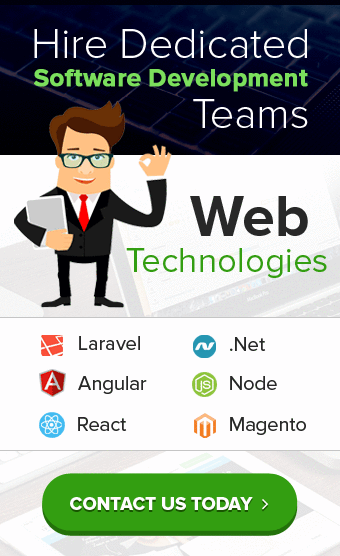 Hire Dedicated
Software Development
Teams
Web
Technologies
Laravel
.Net
Angular
Node
React
Magento
CONTACT US TODAY >